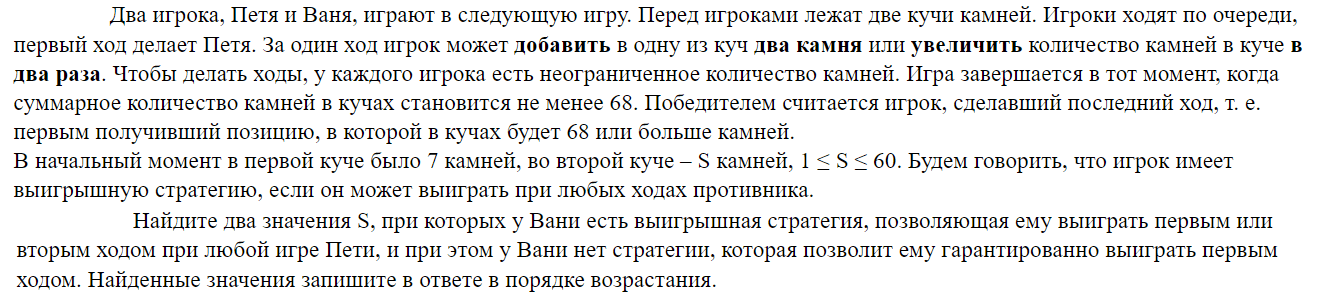 Два игрока, Петя и Ваня, играют в следующую игру. Перед игроками лежат две кучи камней. Игроки ходят по очереди,
первый ход делает Петя. За один ход игрок может добавить в одну из куч два камня или увеличить количество камней в куче в
два раза. Чтобы делать ходы, у каждого игрока есть неограниченное количество камней. Игра завершается в тот момент, когда
суммарное количество камней в кучах становится не менее 68. Победителем считается игрок, сделавший последний ход, т. е.
первым получивший позицию, в которой в кучах будет 68 или больше камней.
В начальный момент в первой куче было 7 камней, во второй куче – S камней, 1 ≤ S ≤ 60. Будем говорить, что игрок имеет
выигрышную стратегию, если он может выиграть при любых ходах противника.
Найдите два значения S, при которых у Вани есть выигрышная стратегия, позволяющая ему выиграть первым или
вторым ходом при любой игре Пети, и при этом у Вани нет стратегии, которая позволит ему гарантированно выиграть первым
ходом. Найденные значения запишите в ответе в порядке возрастания.